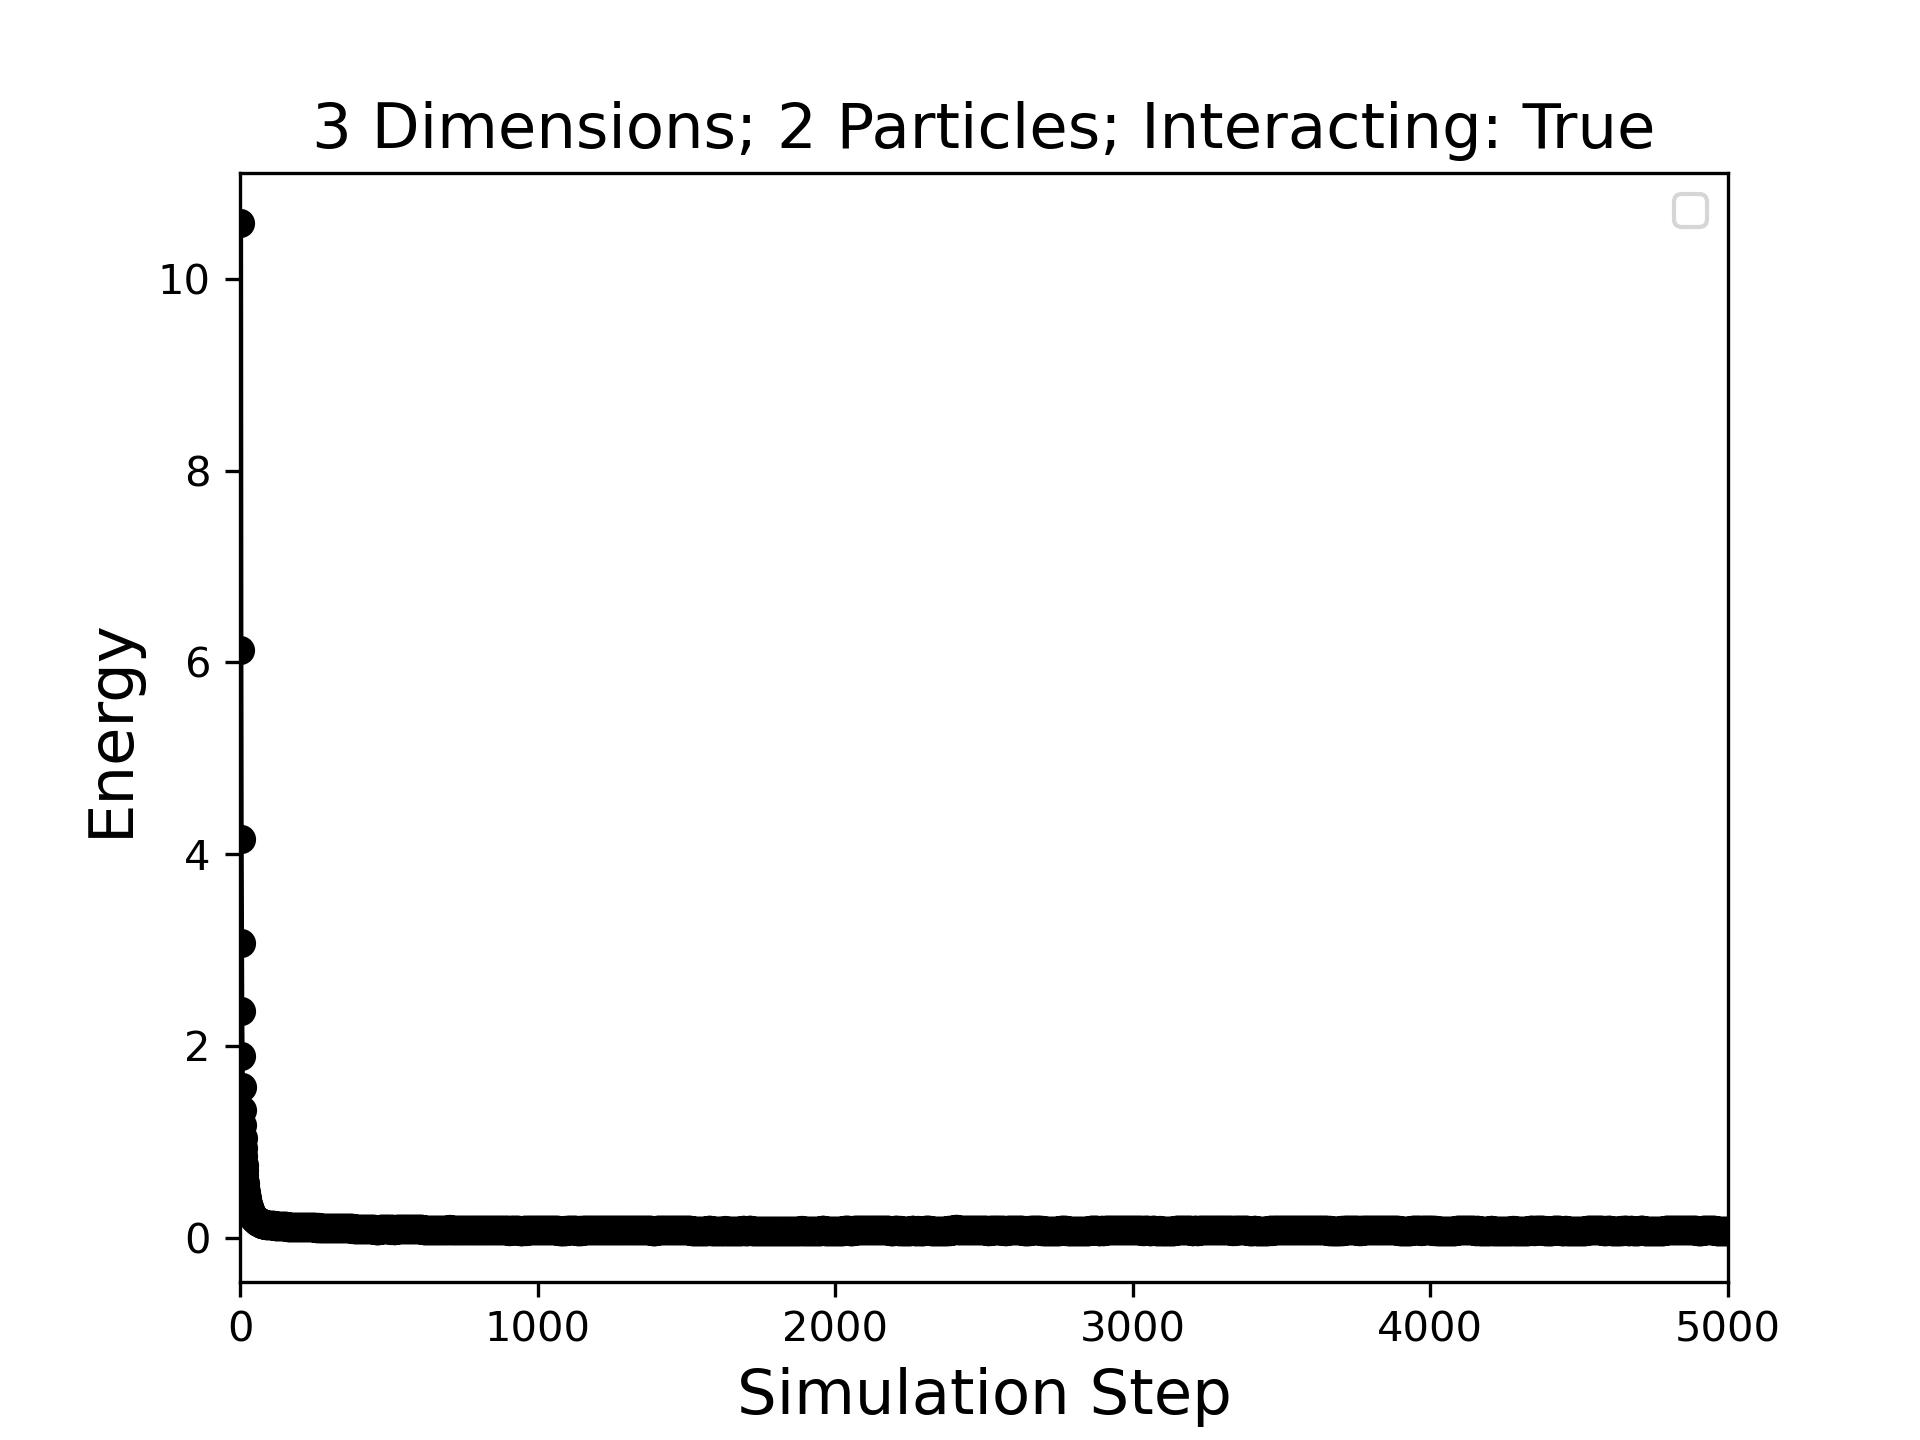 3 Dimensions; 2 Particles; Interacting: True
10
8
6
4
2
0
Energy
0 1000 2000 3000 4000 5000
Simulation Step